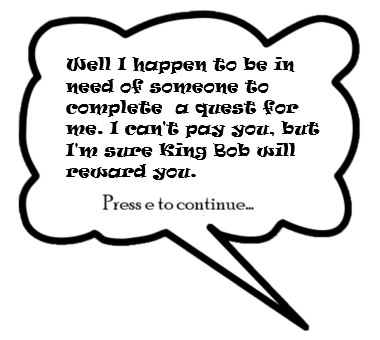 Well I happen to be in
need of someone to
complete  a quest for
me. I can't pay you, but
I'm sure King Bob will
reward you.
Press e to continue...